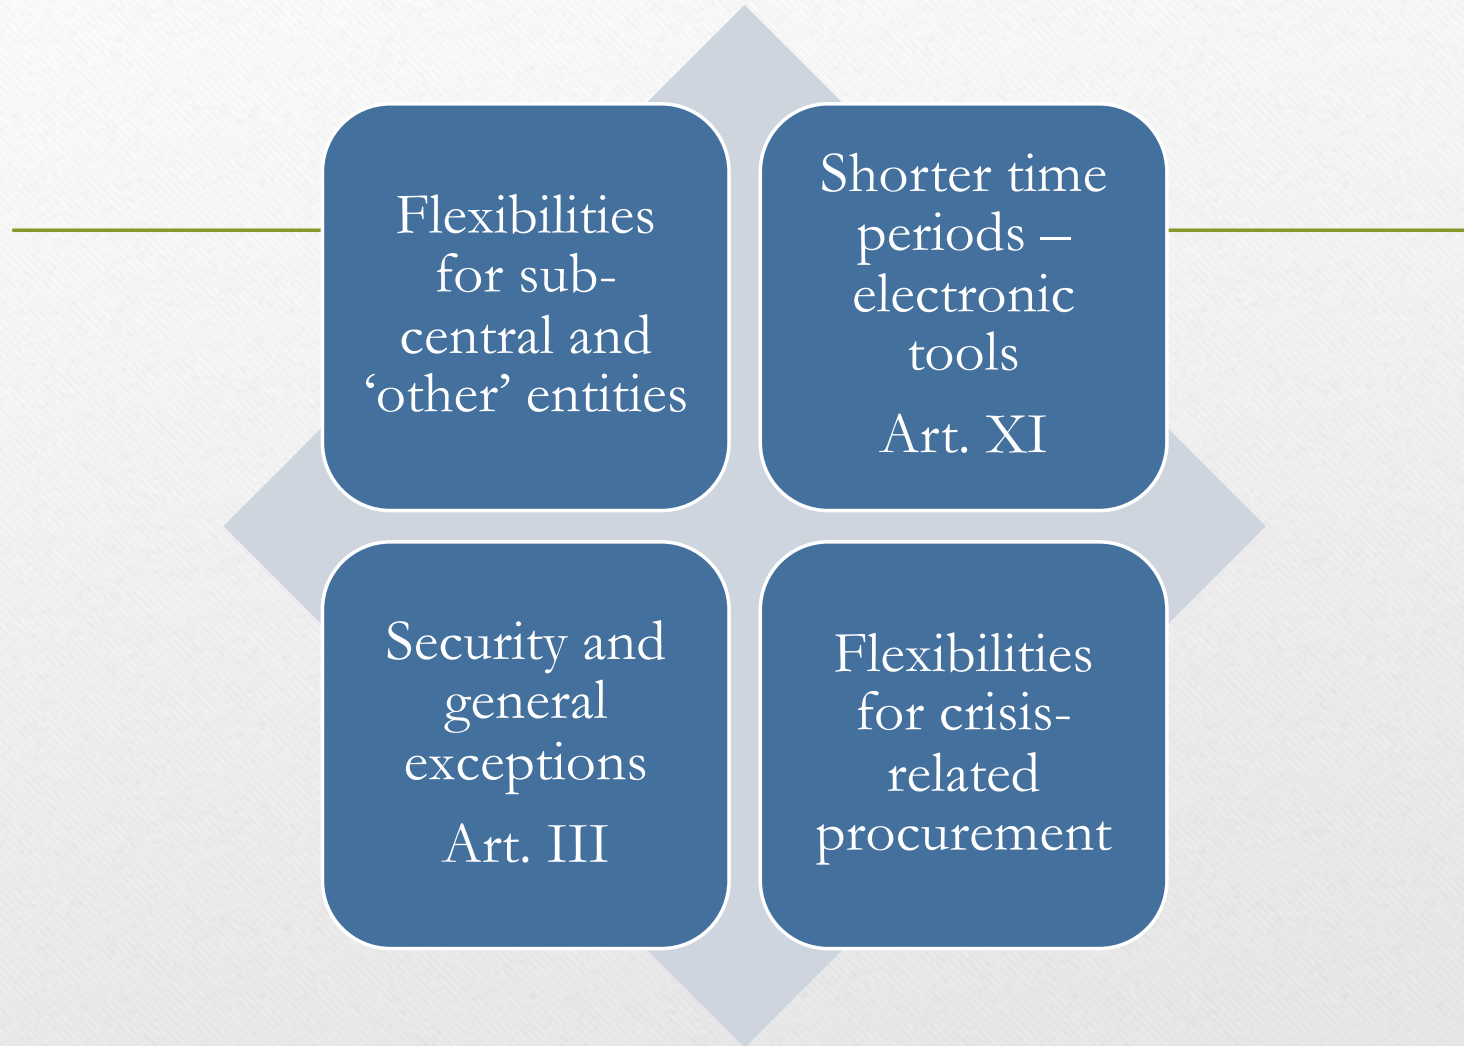 Flexibilities
for sub-
central and
‘other’ entities
Shorter time
periods –
electronic
tools
Art. XI
Security and
general
exceptions
Art. III
Flexibilities
for crisis-
related
procurement